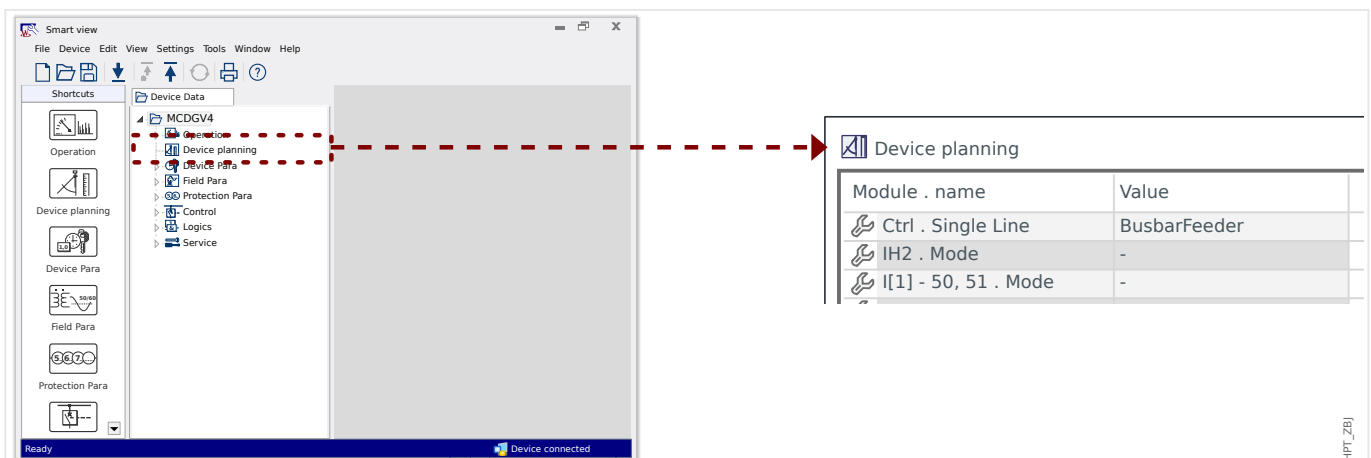 Smart view
File Device Edit View Settings Tools Window Help
Shortcuts
Operation
Device planning
Device Para
Field Para
Protection Para
Device Data
MCDGV4
Operation
Device planning
Device Para
Field Para
Protection Para
Control
Logics
Service
Ready
Device connected
Device planning
Module . name Value
Ctrl . Single Line BusbarFeeder
IH2 . Mode -
I[1] - 50, 51 . Mode -
HPT_ZBJ